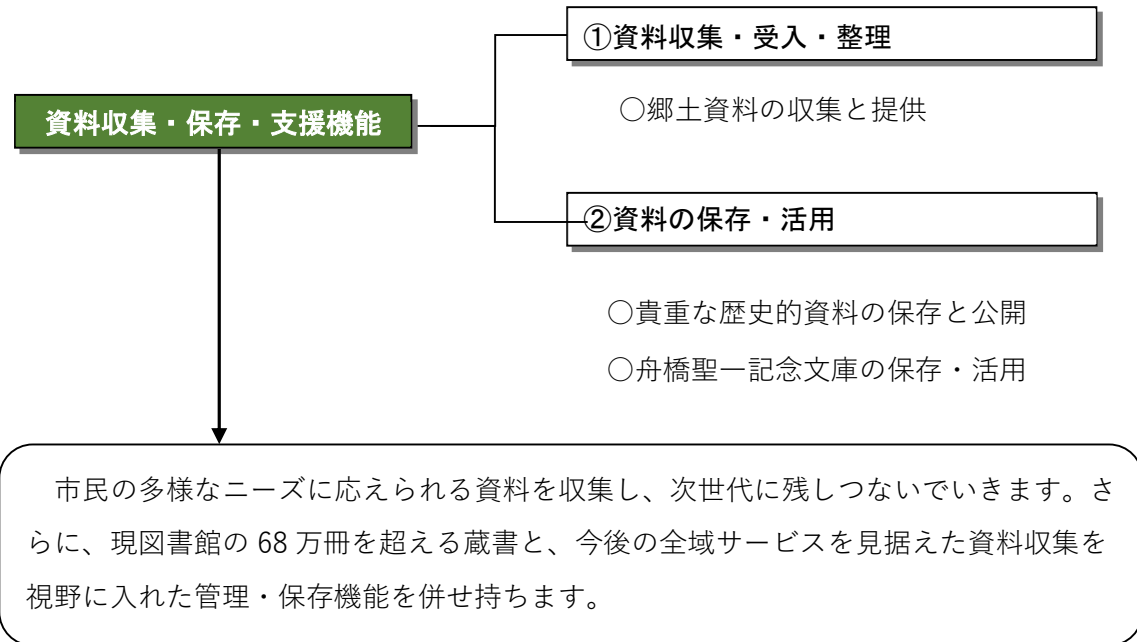 ①資料収集・受入・整理
○郷土資料の収集と提供
資料収集・保存・支援機能
②資料の保存・活用
○貴重な歴史的資料の保存と公開
○舟橋聖一記念文庫の保存・活用
市民の多様なニーズに応えられる資料を収集し、次世代に残しつないでいきます。さ
らに、現図書館の 68 万冊を超える蔵書と、今後の全域サービスを見据えた資料収集を
視野に入れた管理・保存機能を併せ持ちます。